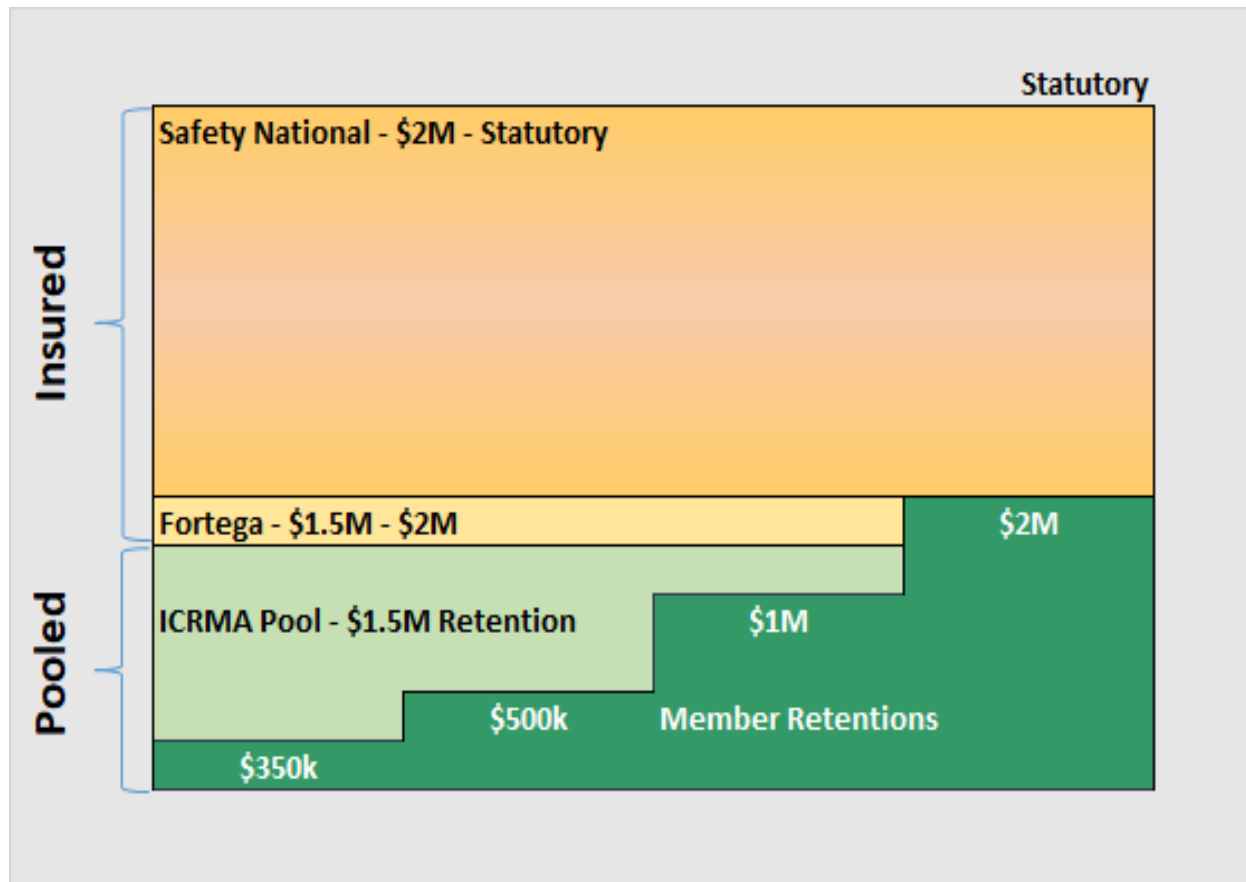 Statutory
Safety National - $2M - Statutory
Insured
Fortega - $1.5M - $2M
$2M
Pooled
ICRMA Pool - $1.5M Retention
$1M
$500k
Member Retentions
$350k